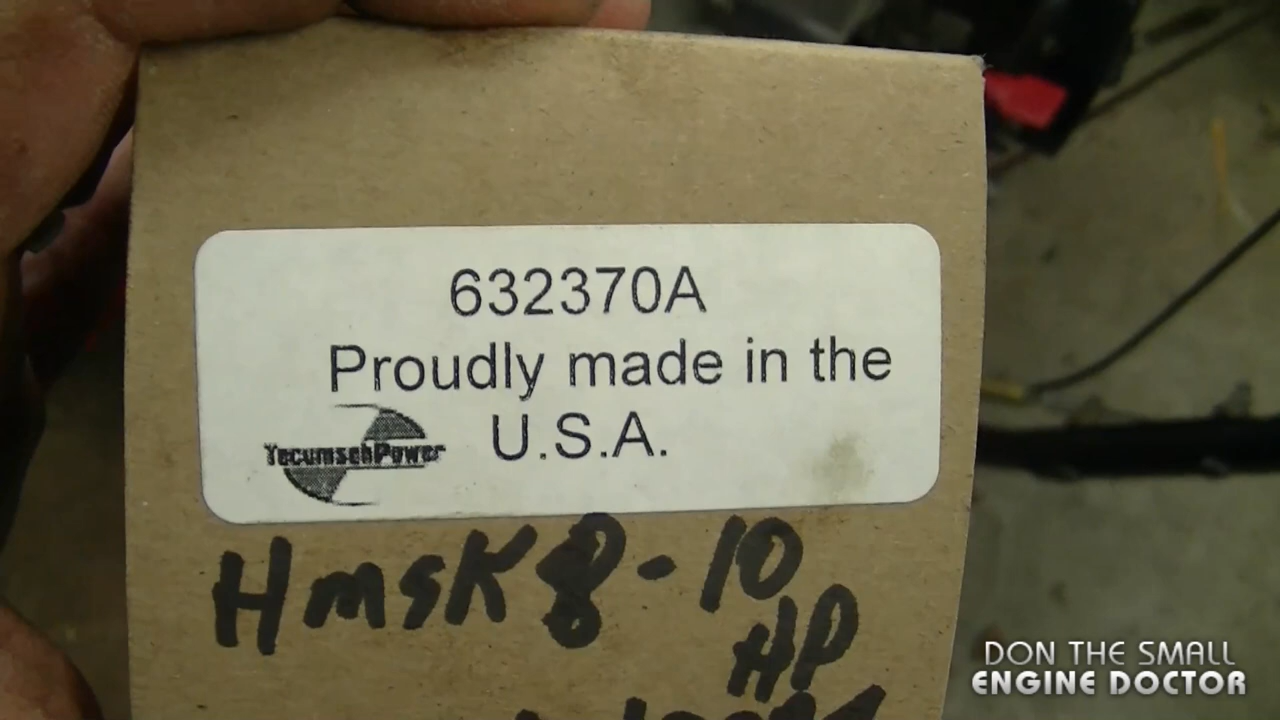 632370A
Proudly made in the
U.S.A.
TecumsehPower
HmsK 8-10
HP
DON THE SMALL
ENGINE DOCTOR